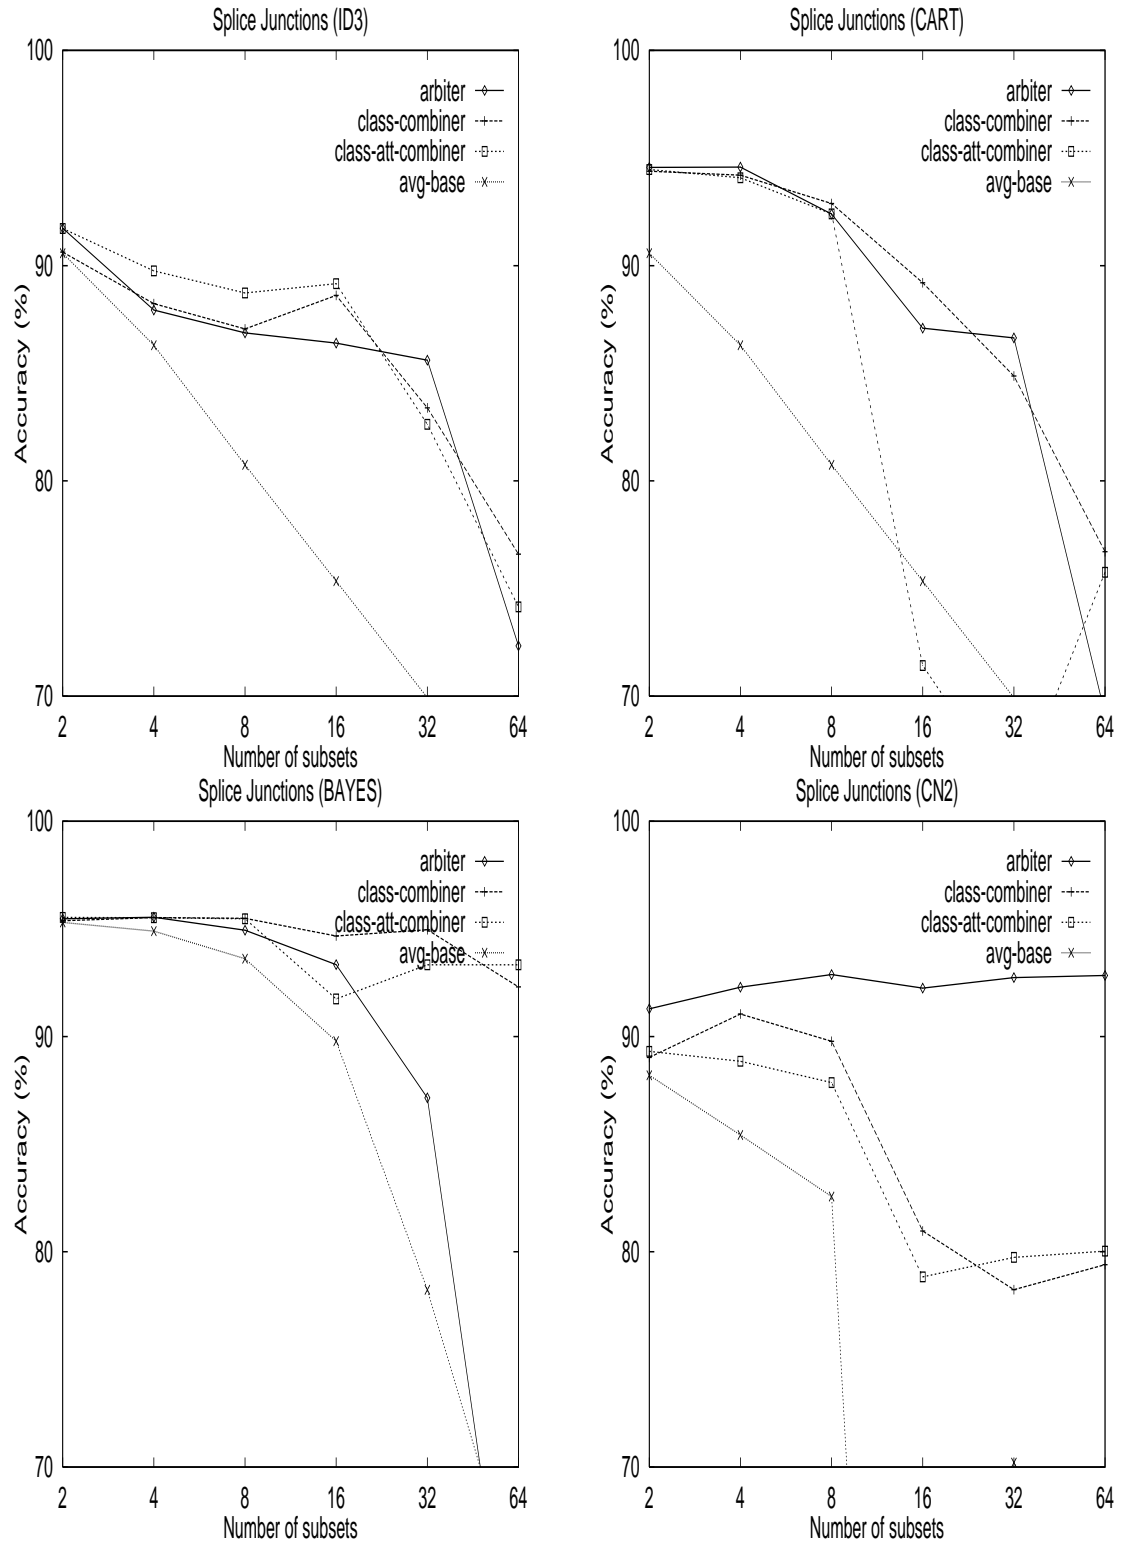 Splice Junctions (ID3)
100
90
80
70
Accuracy (%)
arbiter
class-combiner
class-att-combiner
avg-base
2 4 8 16 32 64
Number of subsets
Splice Junctions (CART)
100
90
80
70
Accuracy (%)
arbiter
class-combiner
class-att-combiner
avg-base
2 4 8 16 32 64
Number of subsets
Splice Junctions (BAYES)
100
90
80
70
Accuracy (%)
arbiter
class-combiner
class-att-combiner
avg-base
2 4 8 16 32 64
Number of subsets
Splice Junctions (CN2)
100
90
80
70
Accuracy (%)
arbiter
class-combiner
class-att-combiner
avg-base
2 4 8 16 32 64
Number of subsets